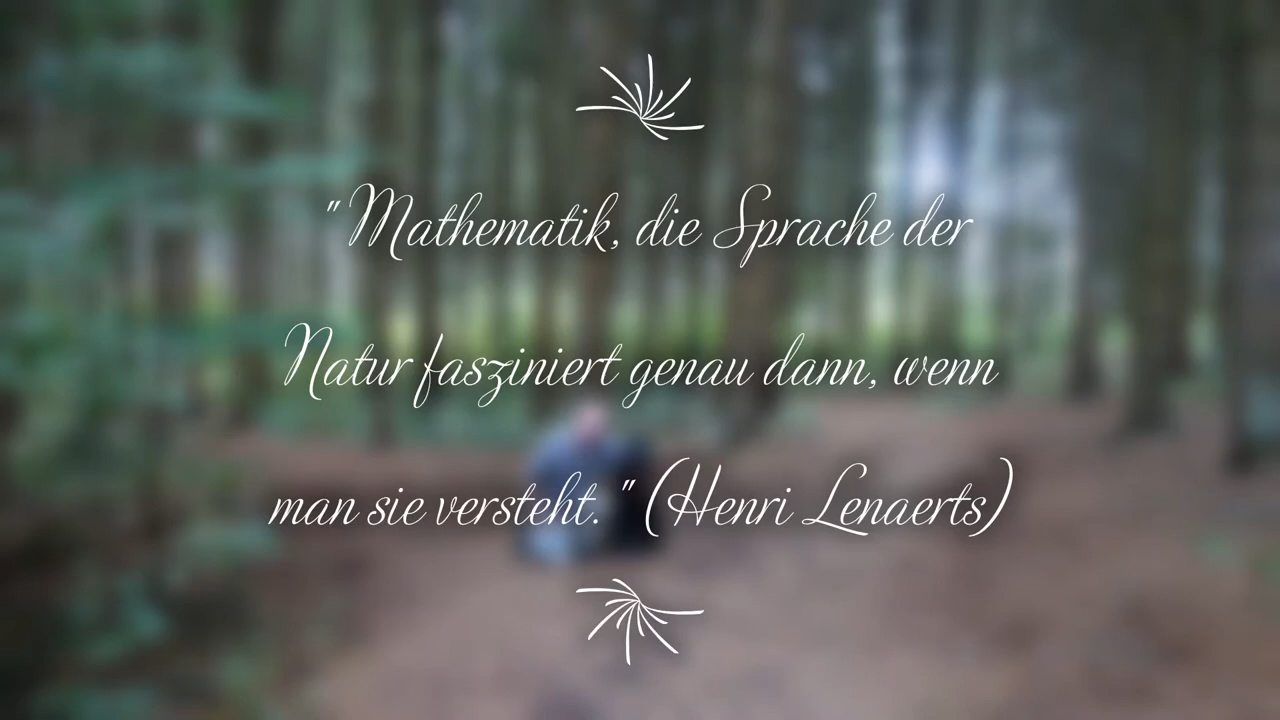 "Mathematik, die Sprache der
Natur fasziniert genau dann, wenn
man sie versteht." (Henri Lenaerts)